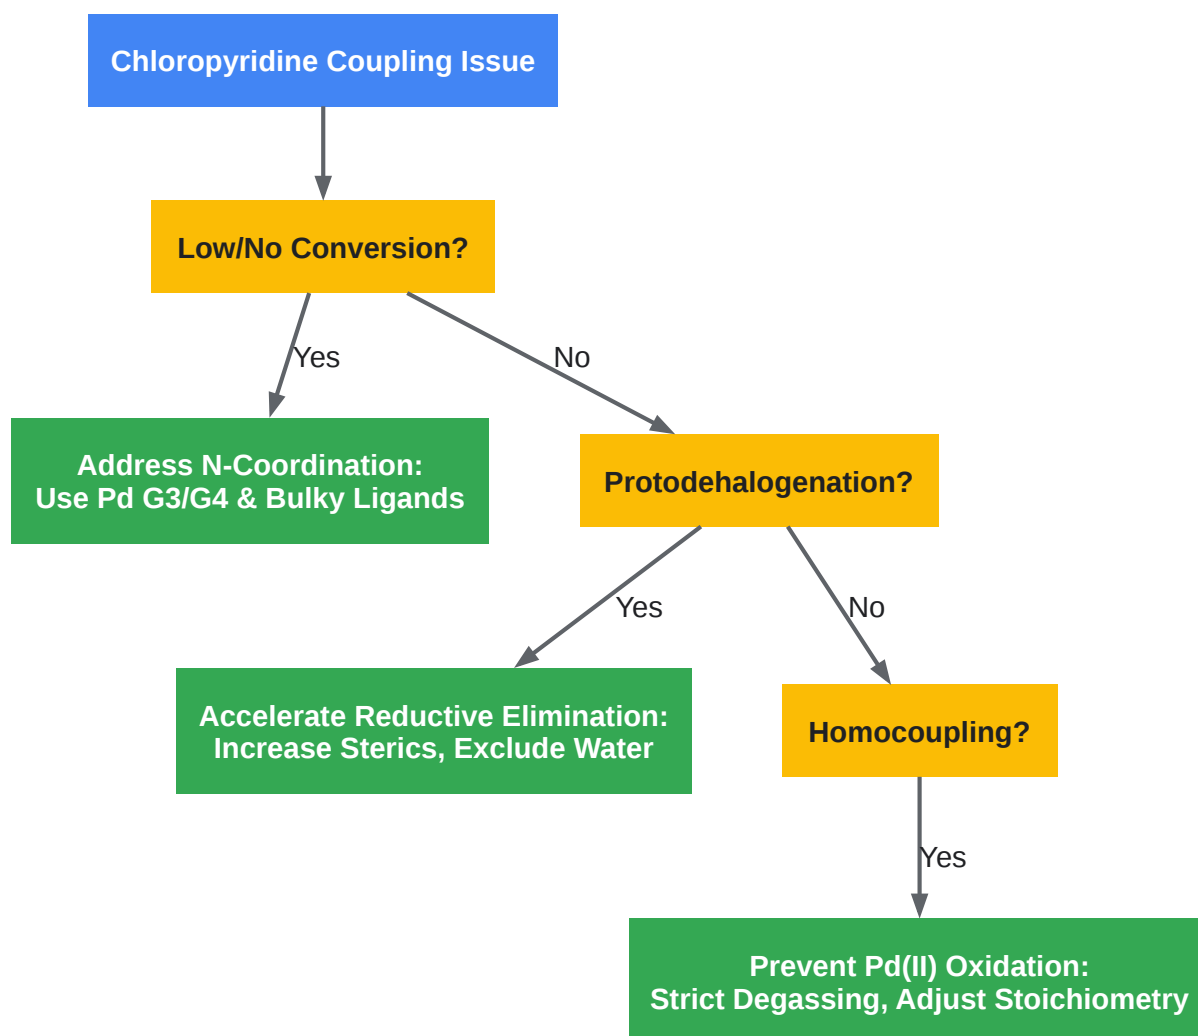 Chloropyridine Coupling Issue
Low/No Conversion?
Yes
No
Address N-Coordination:
Use Pd G3/G4 & Bulky Ligands
Protodehalogenation?
Yes
No
Accelerate Reductive Elimination:
Increase Sterics, Exclude Water
Homocoupling?
Yes
Prevent Pd(II) Oxidation:
Strict Degassing, Adjust Stoichiometry